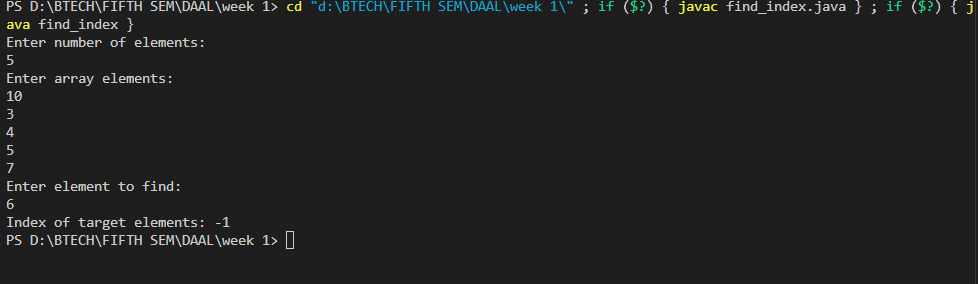 PS D:\BTECH\FIFTH SEM\DAAL\week 1> cd "d:\BTECH\FIFTH SEM\DAAL\week 1\" ; if ($?) { javac find_index.java } ; if ($?) { j
ava find_index }
Enter number of elements:
5
Enter array elements:
10
3
4
5
7
Enter element to find:
6
Index of target elements: -1
PS D:\BTECH\FIFTH SEM\DAAL\week 1>